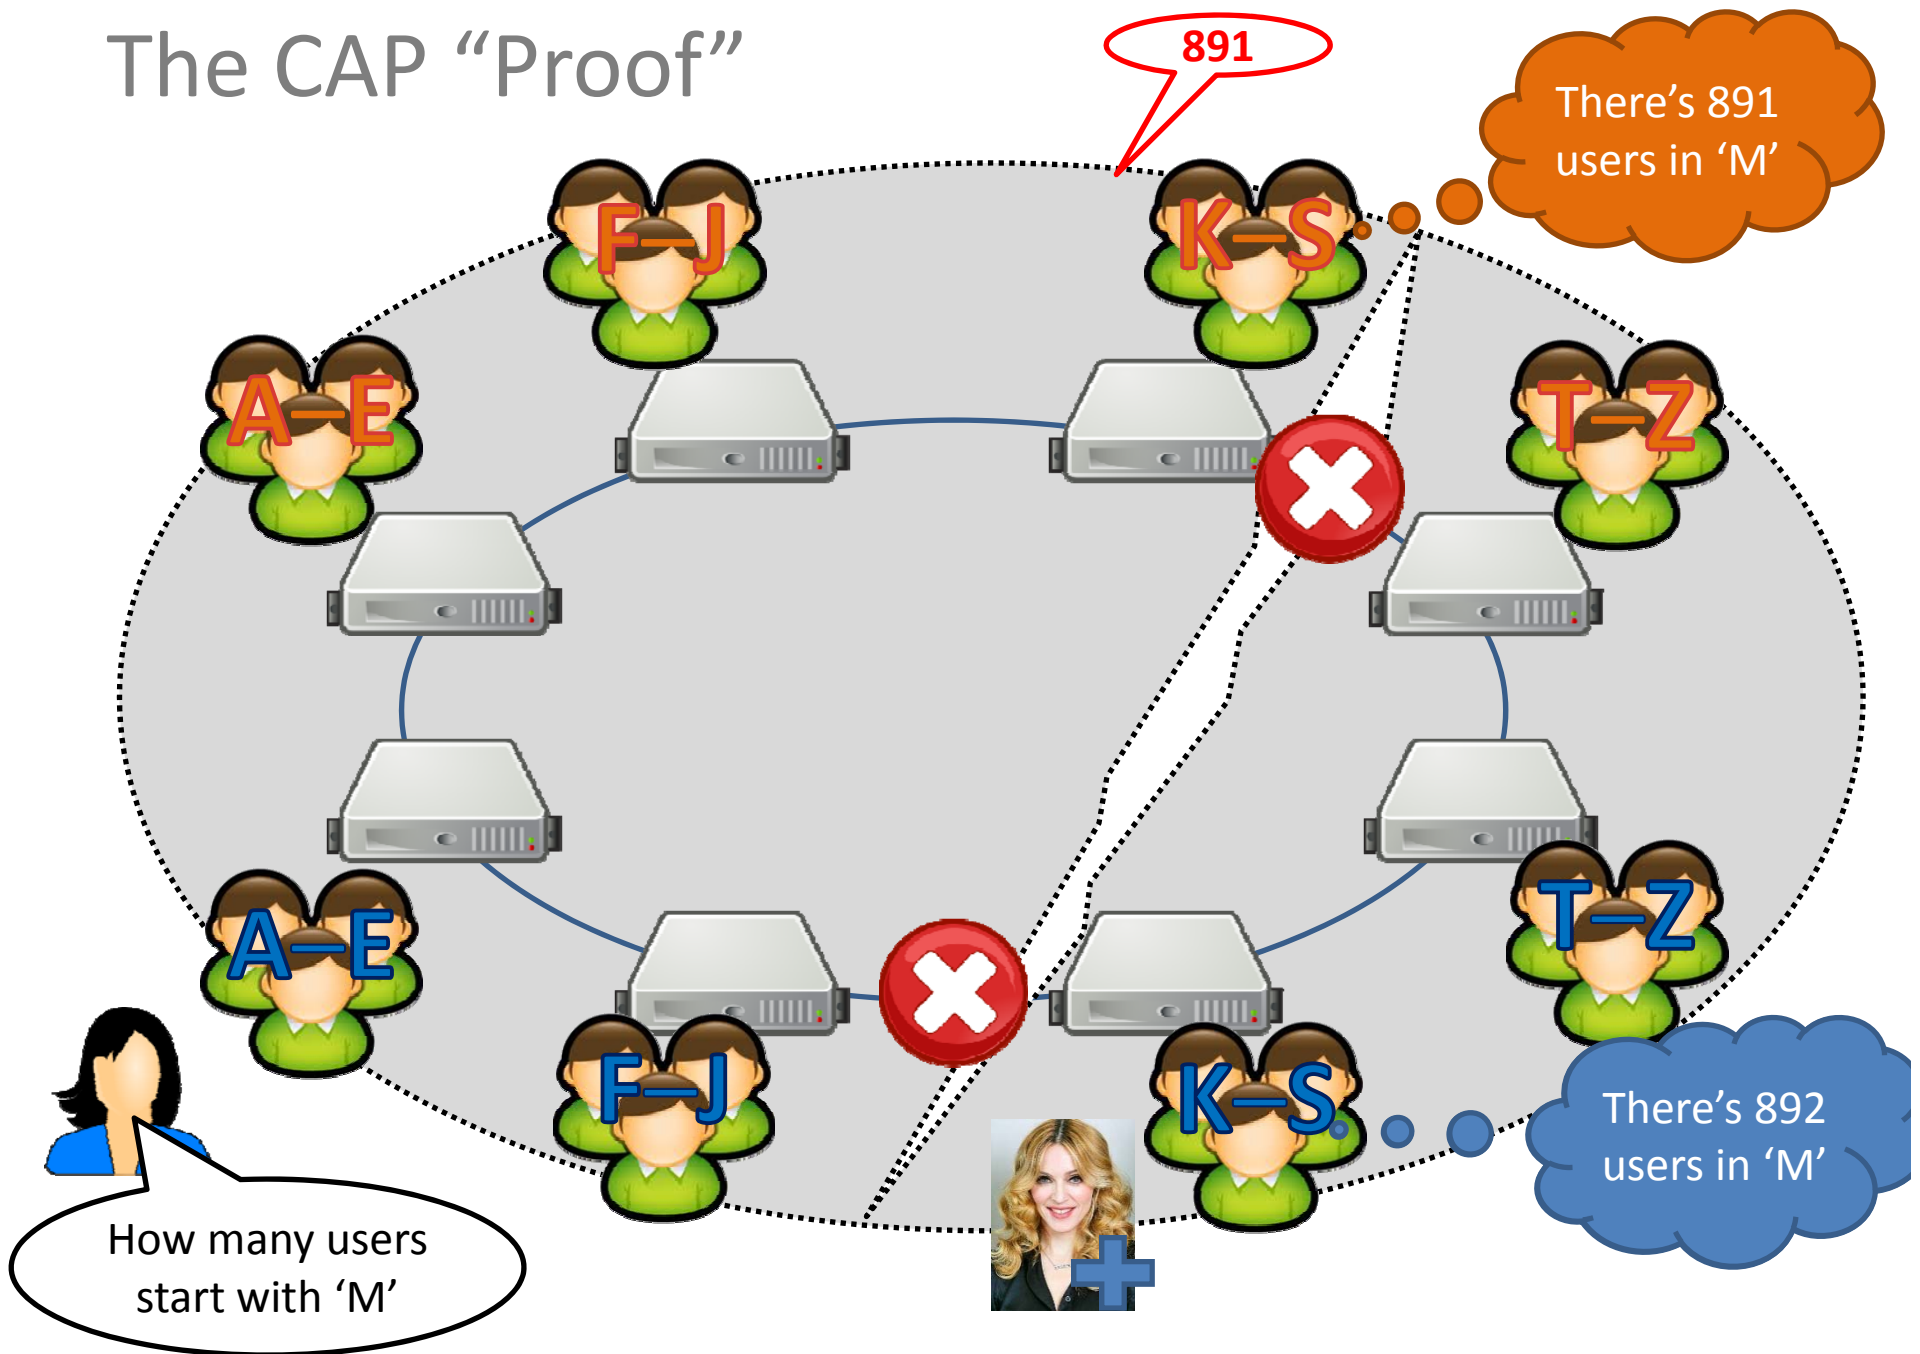 The CAP “Proof”
891
There’s 891
users in ‘M’
F–J
K–S
A–E
T–Z
A–E
T–Z
F–J
K–S
There’s 892
users in ‘M’
How many users
start with ‘M’